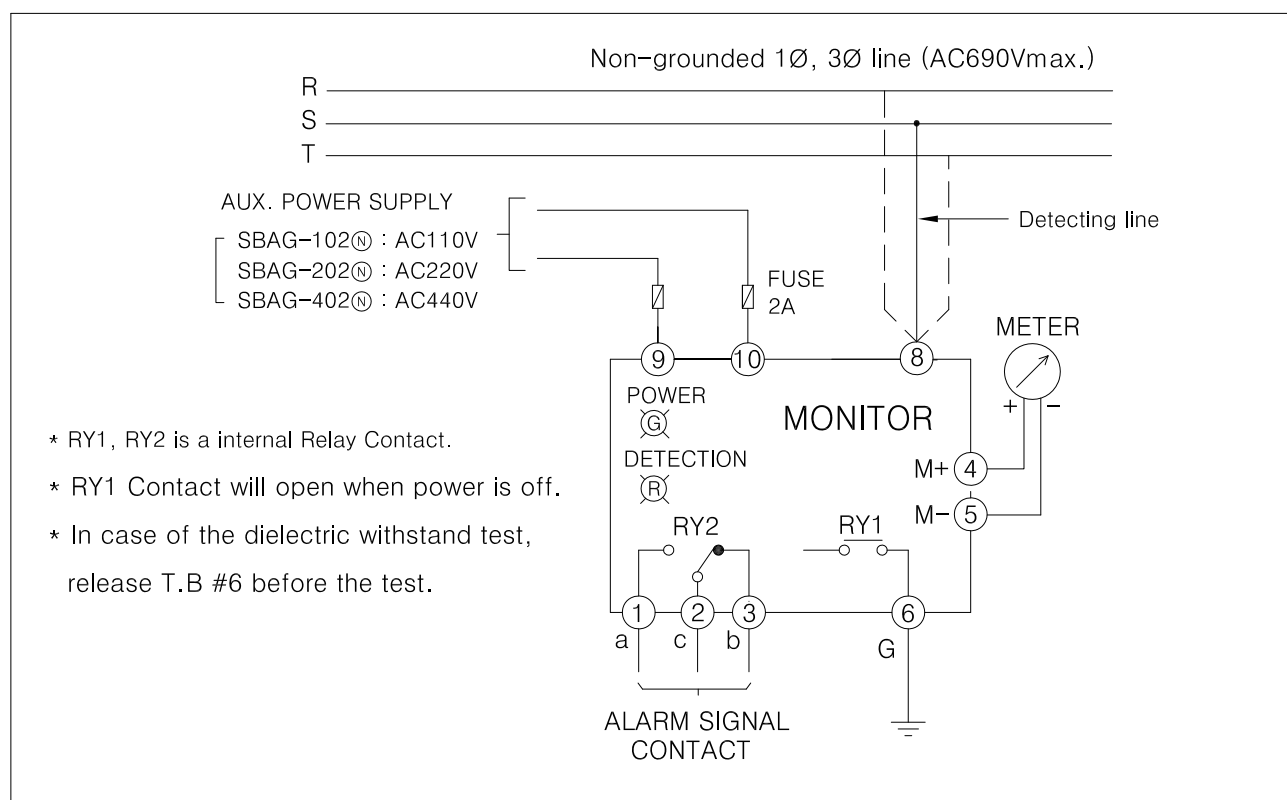 Non-grounded 1Ø, 3Ø line (AC690Vmax.)
R
S
T
AUX. POWER SUPPLY
SBAG-102Ⓝ : AC110V
SBAG-202Ⓝ : AC220V
SBAG-402Ⓝ : AC440V
Detecting line
FUSE
2A
METER
+ -
9
10
8
POWER
G
MONITOR
DETECTION
R
M+ 4
M- 5
RY2
RY1
* RY1, RY2 is a internal Relay Contact.
* RY1 Contact will open when power is off.
* In case of the dielectric withstand test,
release T.B #6 before the test.
1
2
3
6
a
c
b
G
ALARM SIGNAL
CONTACT